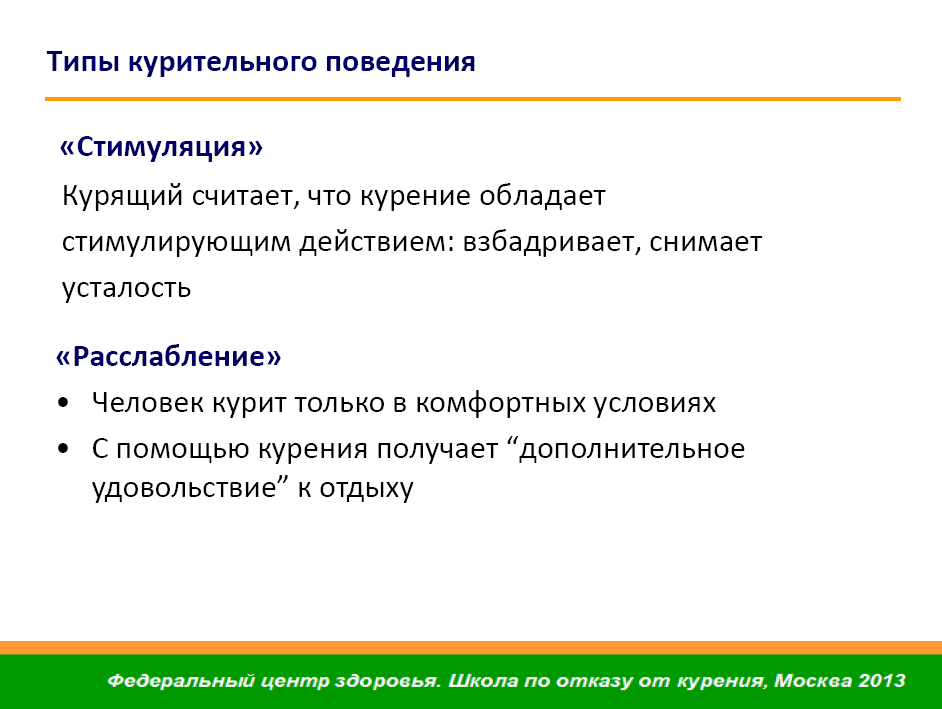 Типы курительного поведения
«Стимуляция»
Курящий считает, что курение обладает
стимулирующим действием: взбадривает, снимает
усталость
«Расслабление»
• Человек курит только в комфортных условиях
• С помощью курения получает “дополнительное
удовольствие” к отдыху
Федеральный центр здоровья. Школа по отказу от курения, Москва 2013